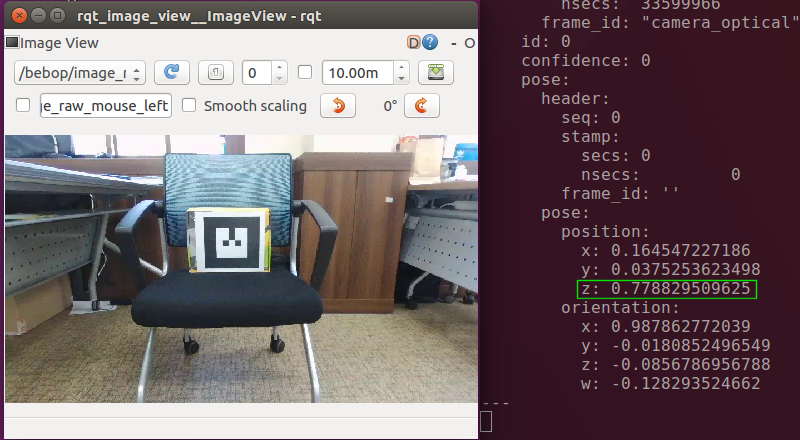 rqt_image_view__ImageView - rqt
Image View
D
?
- O
/bebop/image_r
0
10.00m
ge_raw_mouse_left
Smooth scaling
0°
nsecs: 33599966
frame_id: "camera_optical"
id: 0
confidence: 0
pose:
header:
seq: 0
stamp:
secs: 0
nsecs: 0
frame_id: ''
pose:
position:
x: 0.164547227186
y: 0.0375253623498
z: 0.778829509625
orientation:
x: 0.987862772039
y: -0.0180852496549
z: -0.0856786956788
w: -0.128293524662
---